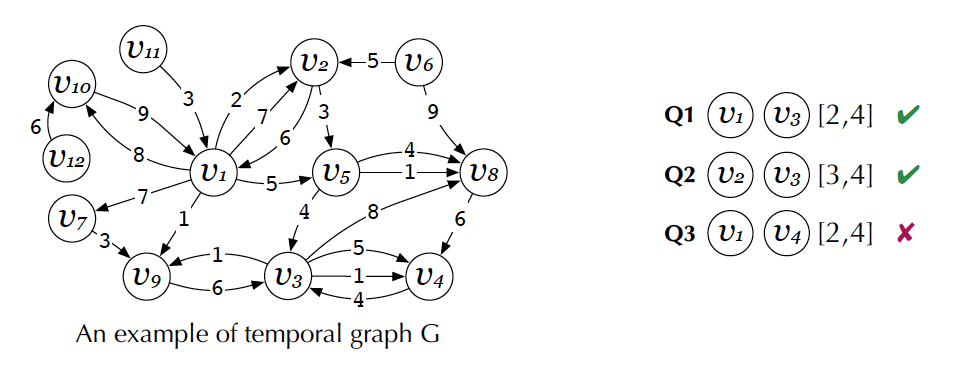 v11
v2
5
v6
v10
3
2
9
9
7
3
6
6
4
8
v12
v1
5
v5
1
v8
7
1
4
8
6
v7
3
1
5
v9
v3
1
v4
6
4
An example of temporal graph G
Q1 v1 v3 [2,4] ✔
Q2 v2 v3 [3,4] ✔
Q3 v1 v4 [2,4] ✘